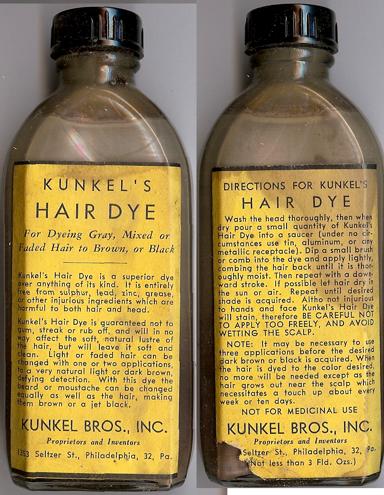 KUNKEL'S
HAIR DYE
For Dyeing Gray, Mixed or
Faded Hair to Brown, or Black
Kunkel's Hair Dye is a superior dye
over anything of its kind. It is entirely
free from sulphur, lead, zinc, grease,
or other injurious ingredients which are
harmful to both hair and head.
Kunkel's Hair Dye is guaranteed not to
gum, streak or rub off, and will in no
way affect the soft, natural lustre of
the hair, but will leave it soft and
clean. Light or faded hair can be
changed with one or two applications,
to a very natural light or dark brown,
defying detection. With this dye the
beard or moustache can be changed
equally as well as the hair, making
them brown or a jet black.
KUNKEL BROS., INC.
Proprietors and Inventors
1353 Seltzer St., Philadelphia, 32, Pa.
DIRECTIONS FOR KUNKEL'S
HAIR DYE
Wash the head thoroughly, then when
dry pour a small quantity of Kunkel's
Hair Dye into a saucer (under no cir-
cumstances use tin, aluminum, or any
metallic receptacle). Dip a small brush
or comb into the dye and apply lightly,
combing the hair back until it is tho-
roughly moist. Then repeat with a down-
ward stroke. If possible let hair dry in
the sun or air. Repeat until desired
shade is acquired. Altho not injurious
to hands and face Kunkel's Hair Dye
will stain, therefore BE CAREFUL NOT
TO APPLY TOO FREELY, AND AVOID
WETTING THE SCALP.
NOTE: It may be necessary to use
three applications before the desired
dark brown or black is acquired. When
the hair is dyed to the color desired,
no more will be needed except as the
hair grows out near the scalp which
necessitates a touch up about every
week or ten days.
NOT FOR MEDICINAL USE
KUNKEL BROS., INC.
Proprietors and Inventors
Seltzer St., Philadelphia, 32, Pa.
(Not less than 3 Fld. Ozs.)